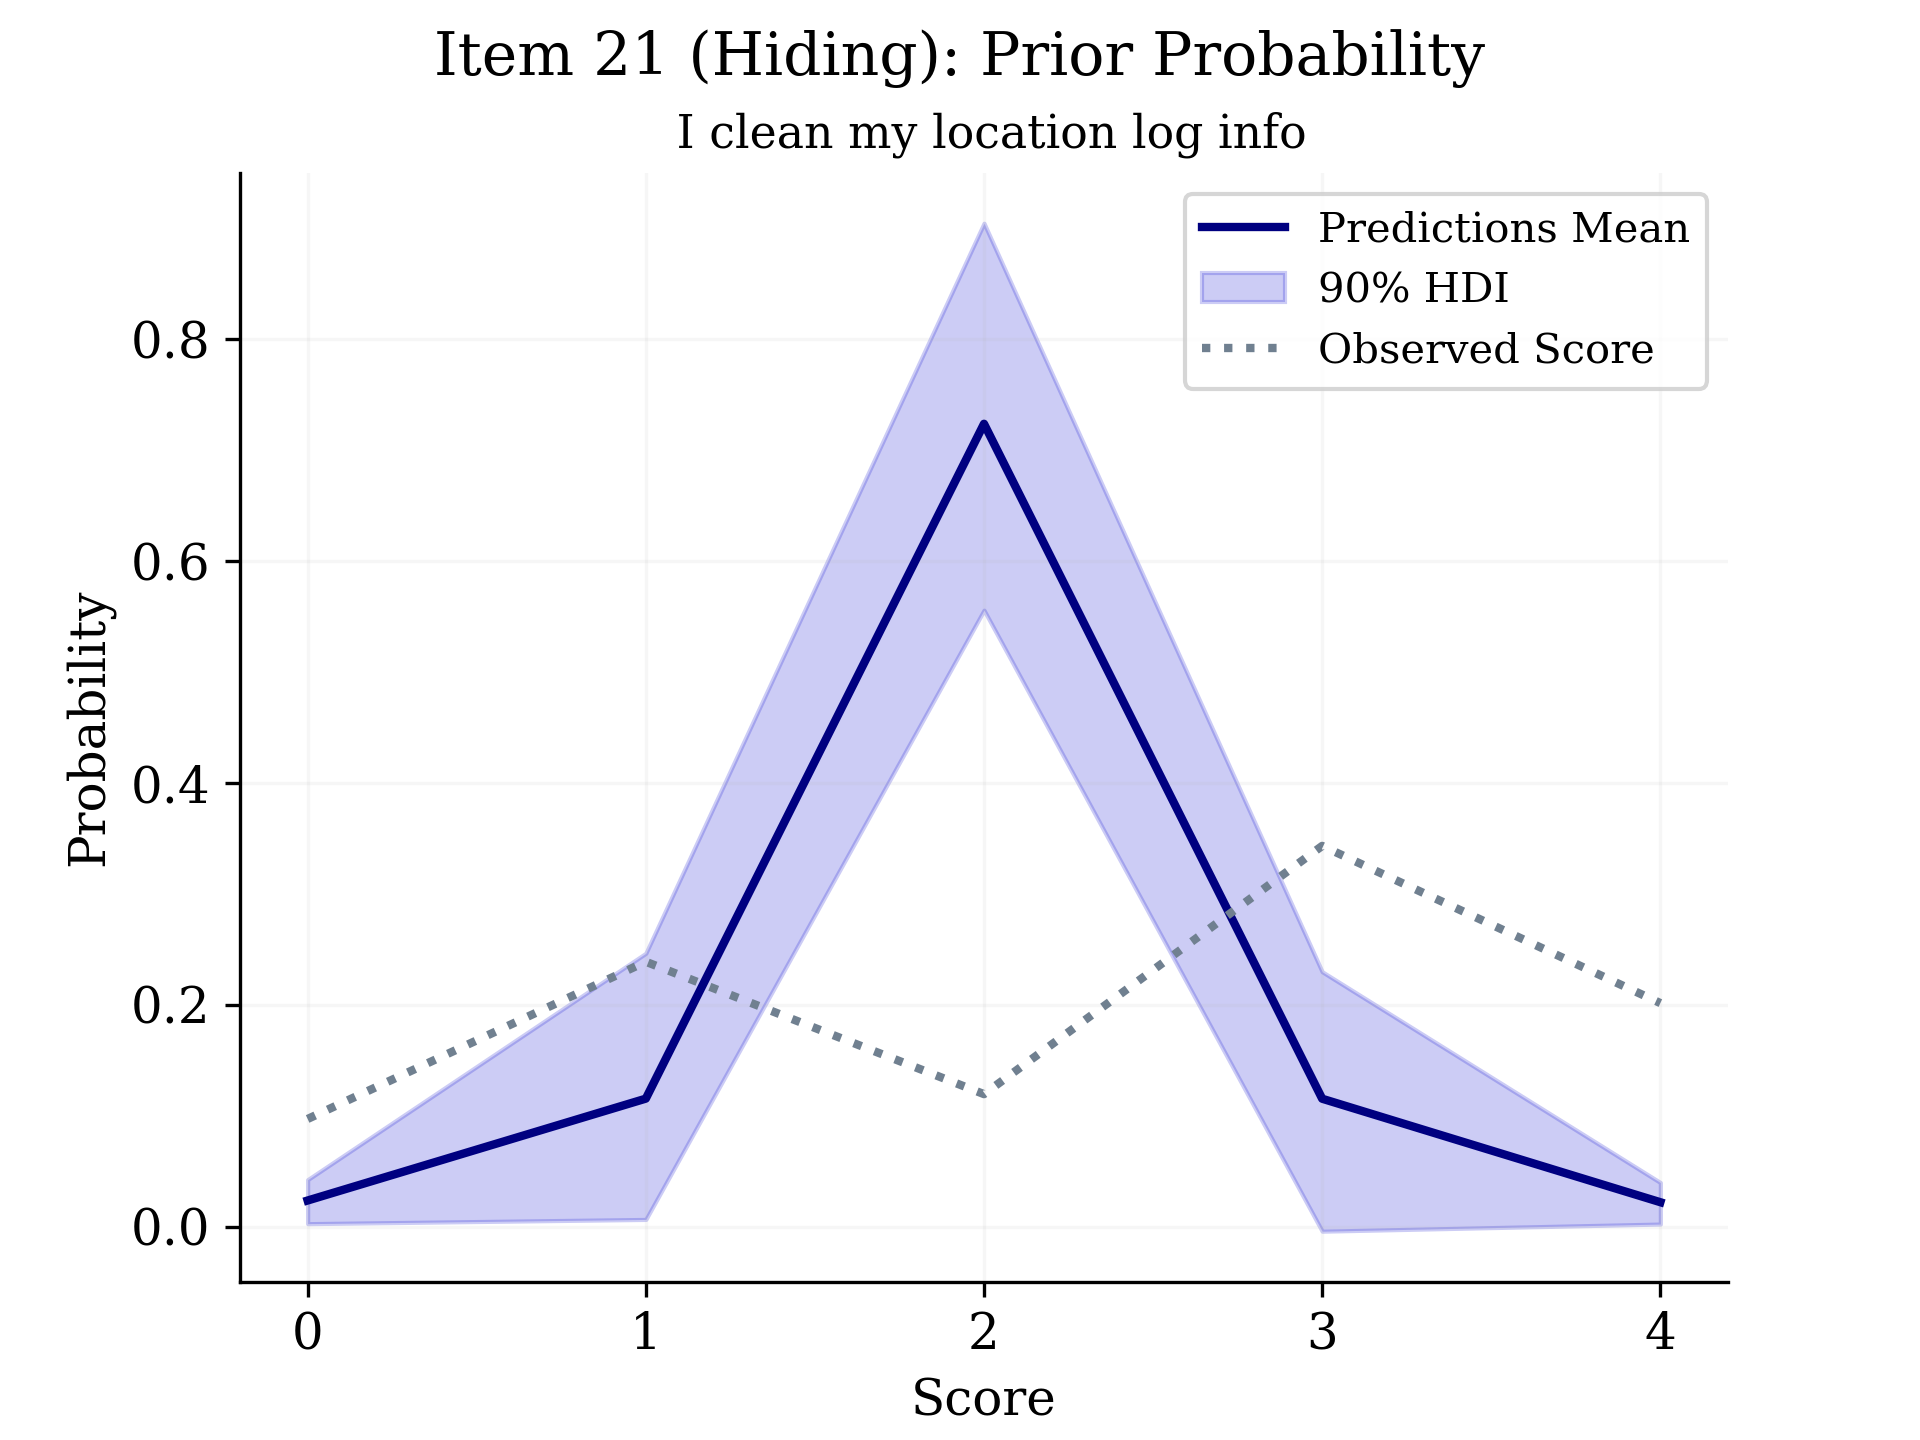 Item 21 (Hiding): Prior Probability
I clean my location log info
Predictions Mean
90% HDI
Observed Score
Probability
0.8
0.6
0.4
0.2
0.0
0 1 2 3 4
Score